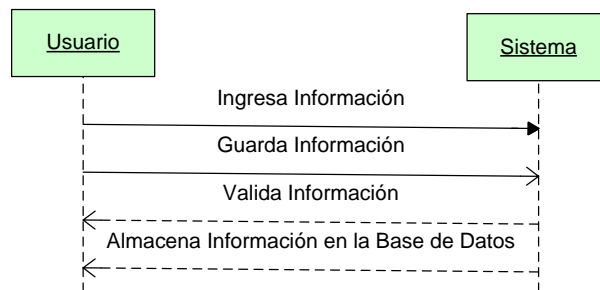 Usuario
Sistema
Ingresa Información
Guarda Información
Valida Información
Almacena Información en la Base de Datos